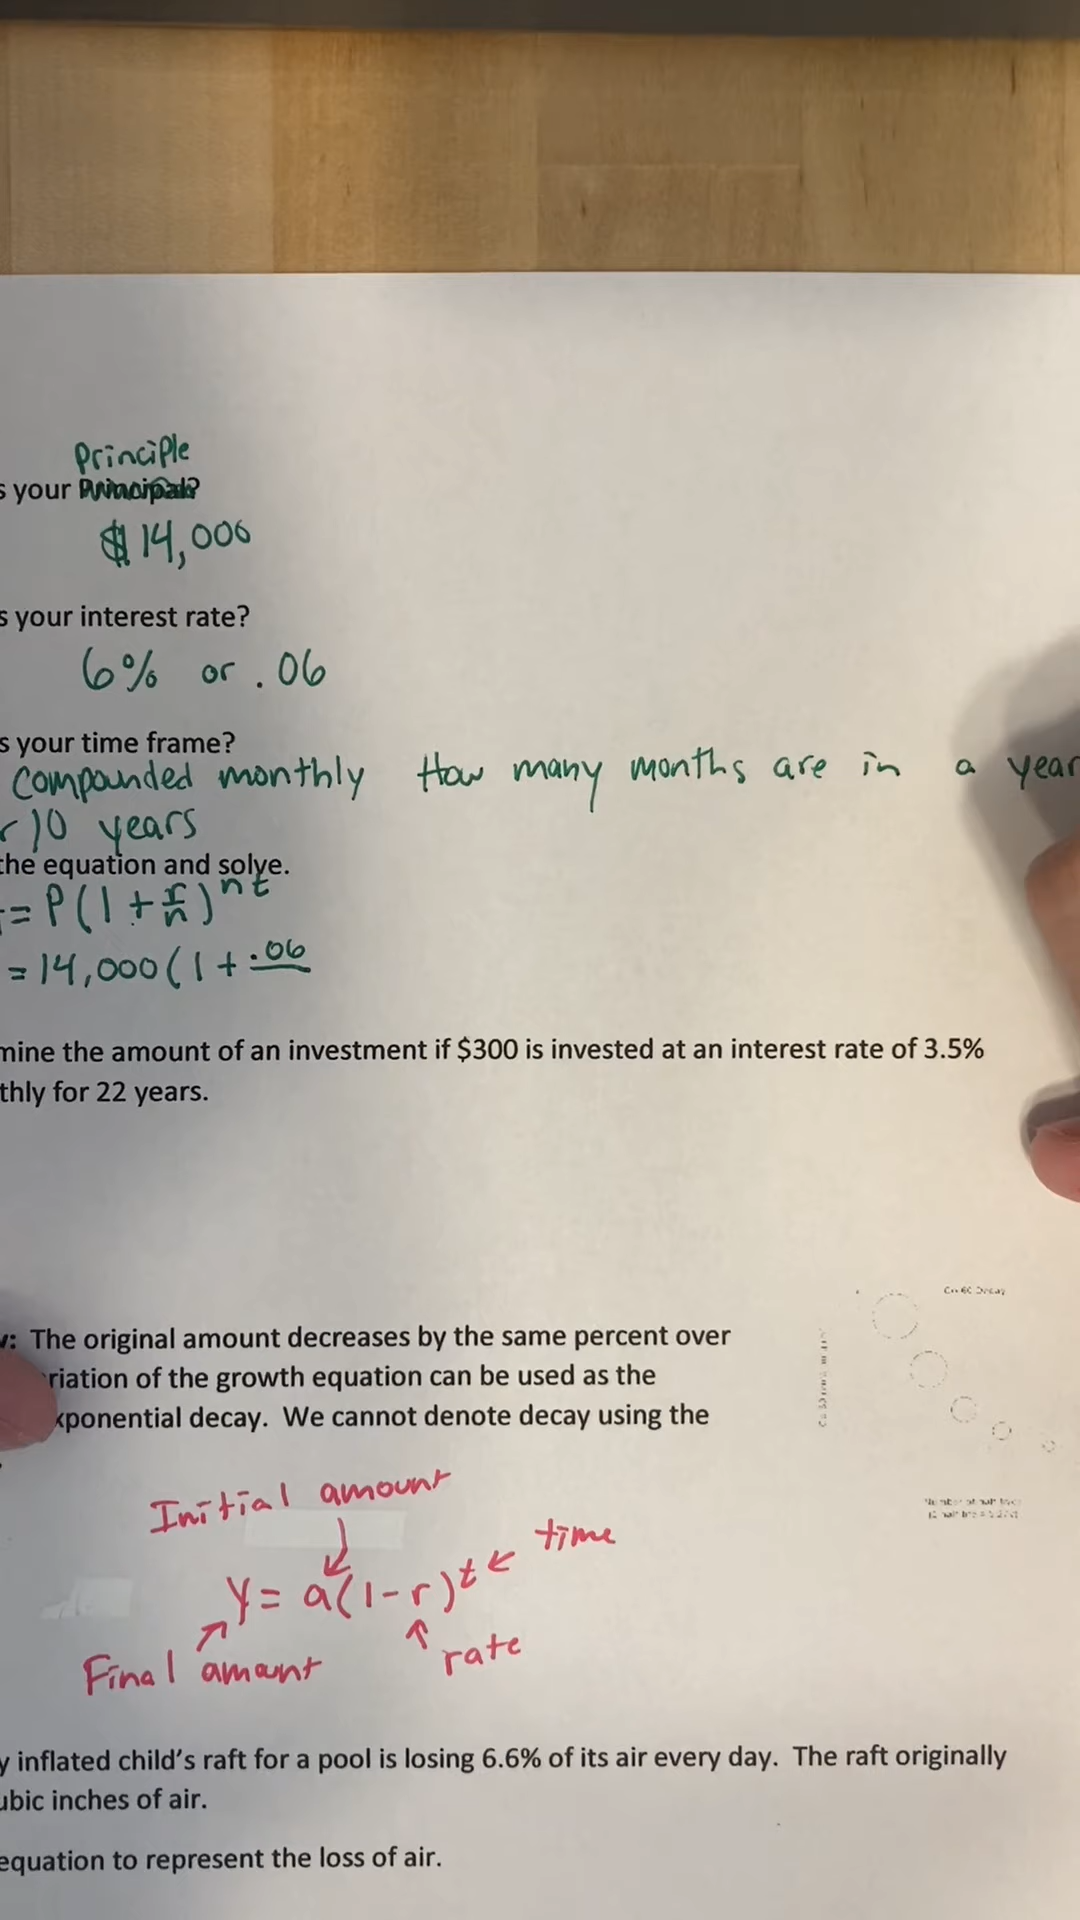 Principle
s your Principal?
$14,000
s your interest rate?
6% or .06
s your time frame?
Compounded monthly How many months are in a year
r 10 years
the equation and solve.
= P(1+r/n)^nt
= 14,000(1+.06
mine the amount of an investment if $300 is invested at an interest rate of 3.5%
thly for 22 years.
y: The original amount decreases by the same percent over
riation of the growth equation can be used as the
xponential decay. We cannot denote decay using the
Initial amount
time
y = a(1-r)^t
Final amount
rate
y inflated child's raft for a pool is losing 6.6% of its air every day. The raft originally
ubic inches of air.
equation to represent the loss of air.